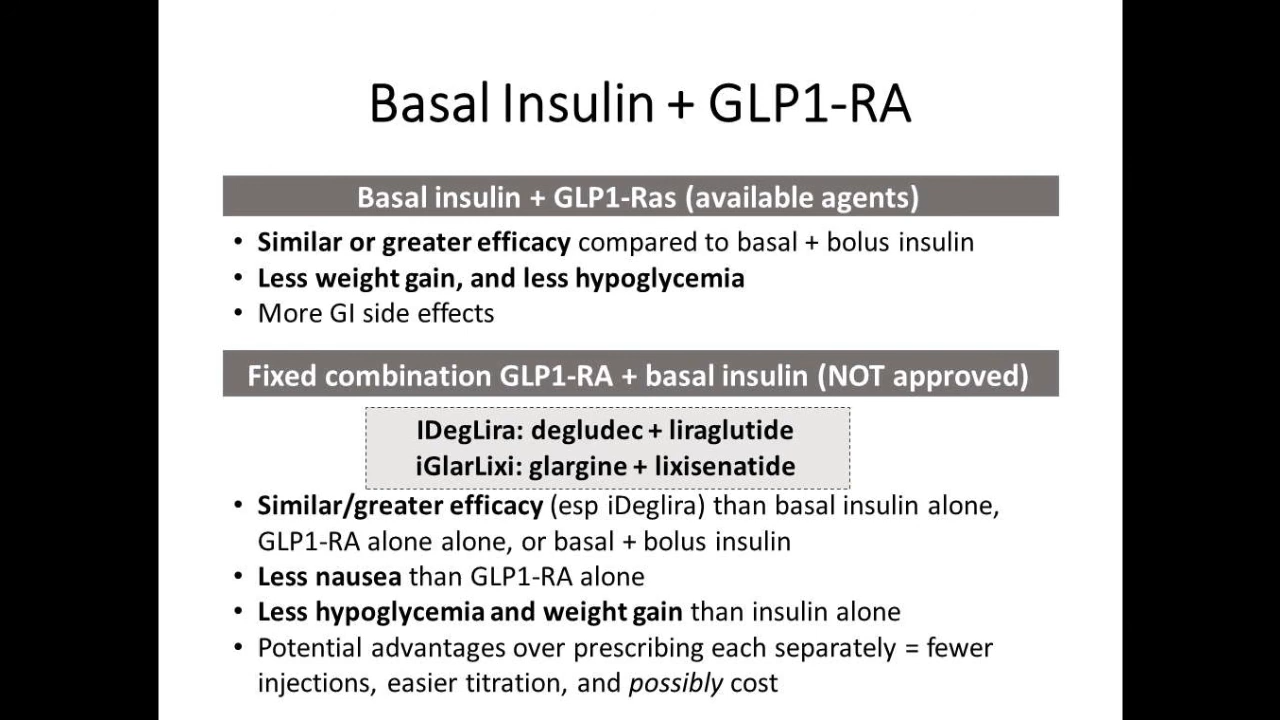 Basal Insulin + GLP1-RA
Basal insulin + GLP1-Ras (available agents)
• Similar or greater efficacy compared to basal + bolus insulin
• Less weight gain, and less hypoglycemia
• More GI side effects
Fixed combination GLP1-RA + basal insulin (NOT approved)
IDegLira: degludec + liraglutide
iGlarLixi: glargine + lixisenatide
• Similar/greater efficacy (esp iDeglira) than basal insulin alone,
GLP1-RA alone alone, or basal + bolus insulin
• Less nausea than GLP1-RA alone
• Less hypoglycemia and weight gain than insulin alone
• Potential advantages over prescribing each separately = fewer
injections, easier titration, and possibly cost